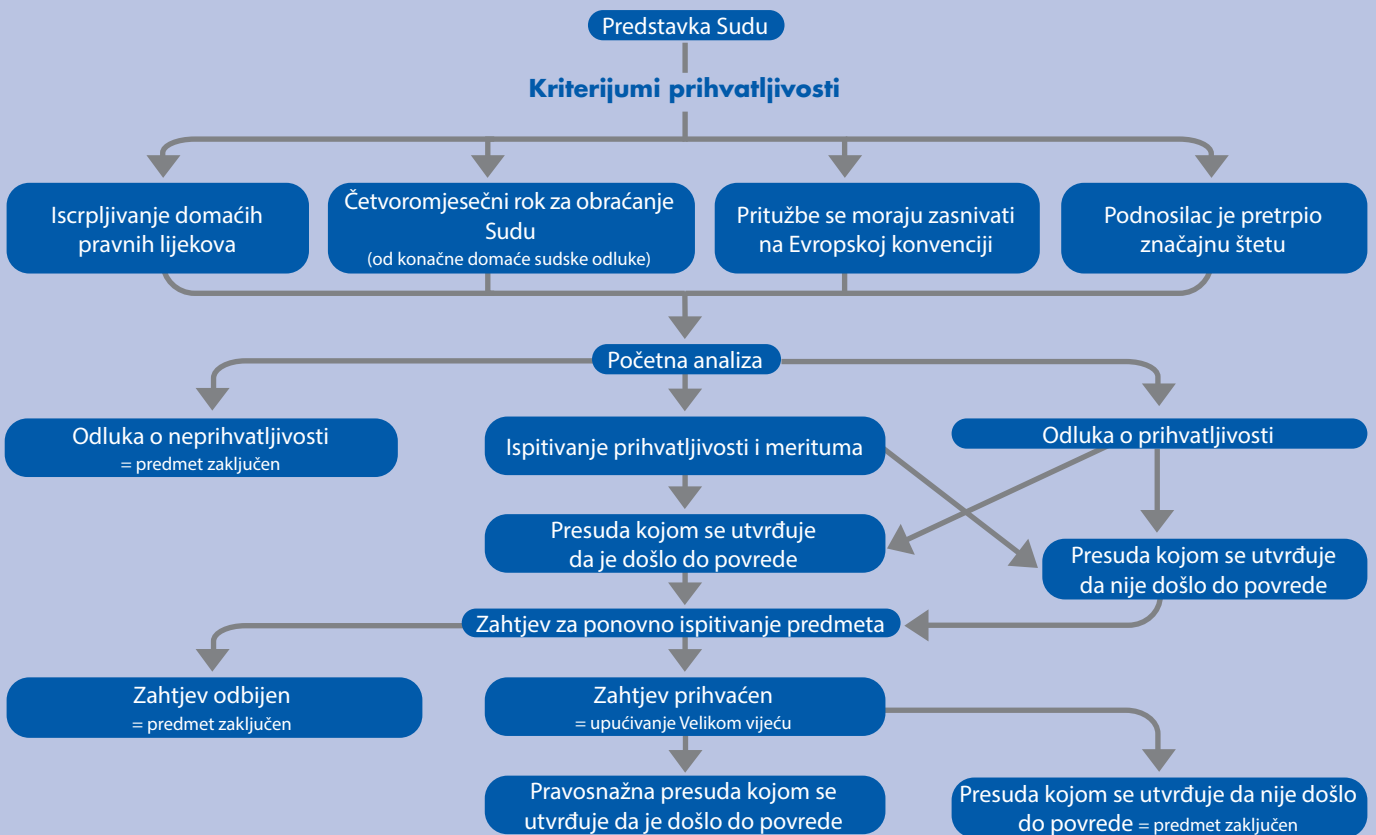 Predstavka Sudu
Kriterijumi prihvatljivosti
Iscrpljivanje domaćih
pravnih lijekova
Četvoromjesečni rok za obraćanje
Sudu
(od konačne domaće sudske odluke)
Pritužbe se moraju zasnivati
na Evropskoj konvenciji
Podnosilac je pretrpio
značajnu štetu
Početna analiza
Odluka o neprihvatljivosti
= predmet zaključen
Ispitivanje prihvatljivosti i merituma
Odluka o prihvatljivosti
Presuda kojom se utvrđuje
da je došlo do povrede
Presuda kojom se utvrđuje
da nije došlo do povrede
Zahtjev za ponovno ispitivanje predmeta
Zahtjev odbijen
= predmet zaključen
Zahtjev prihvaćen
= upućivanje Velikom vijeću
Pravosnažna presuda kojom se
utvrđuje da je došlo do povrede
Presuda kojom se utvrđuje da nije došlo
do povrede = predmet zaključen